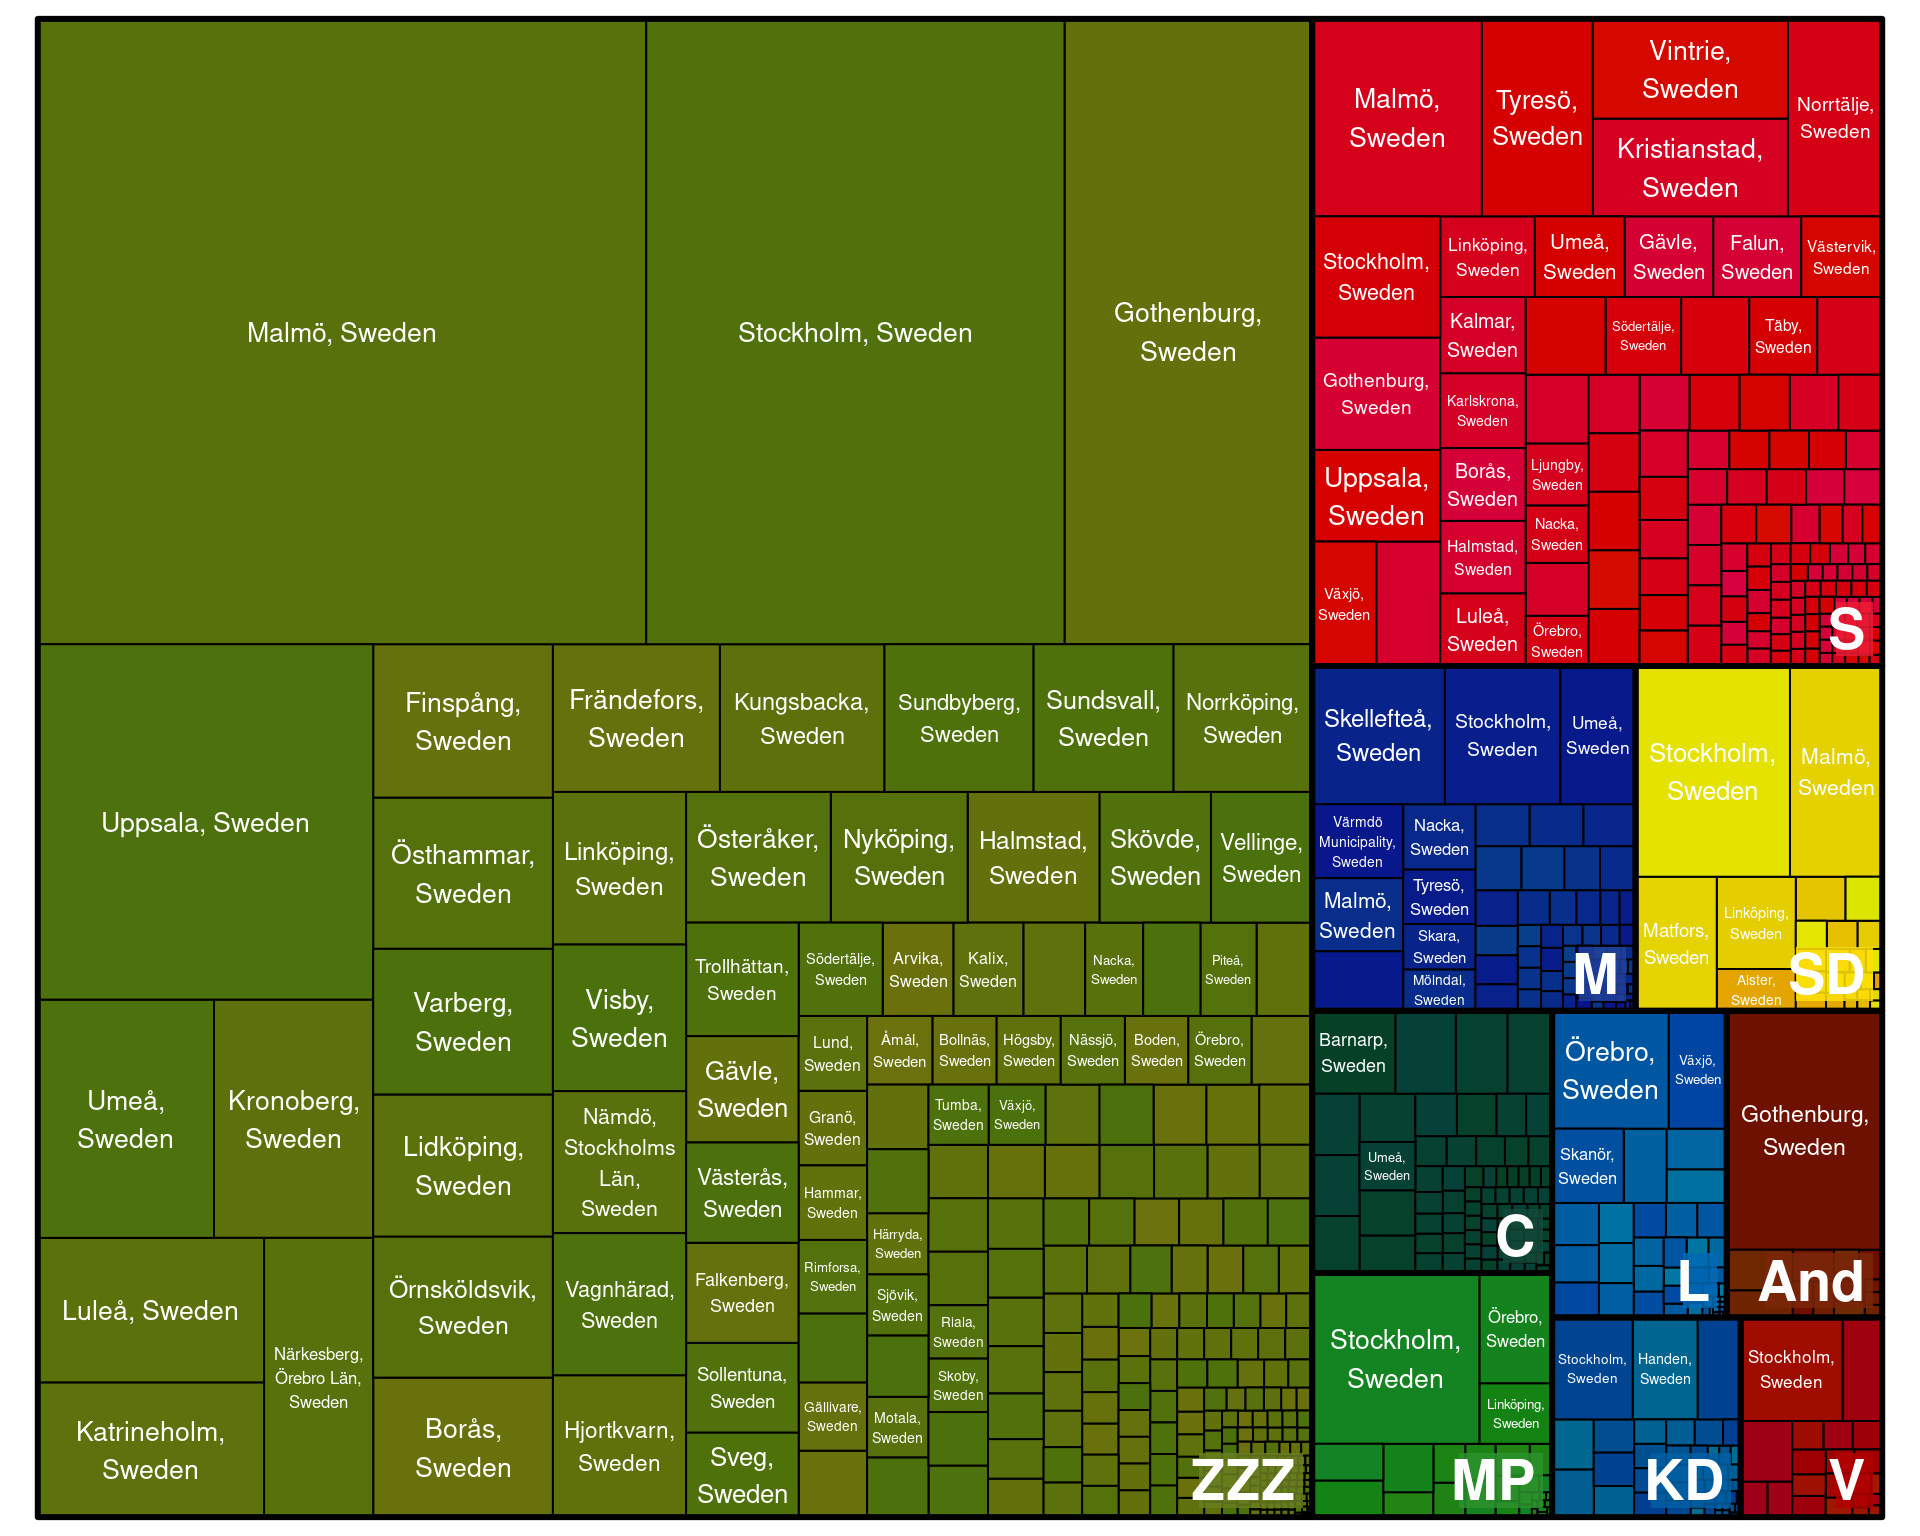 Malmö, Sweden
Stockholm, Sweden
Gothenburg,
Sweden
Uppsala, Sweden
Finspång,
Sweden
Frändefors,
Sweden
Kungsbacka,
Sweden
Sundbyberg,
Sweden
Sundsvall,
Sweden
Norrköping,
Sweden
Östhammar,
Sweden
Linköping,
Sweden
Österåker,
Sweden
Nyköping,
Sweden
Halmstad,
Sweden
Skövde,
Sweden
Vellinge,
Sweden
Varberg,
Sweden
Visby,
Sweden
Trollhättan,
Sweden
Södertälje,
Sweden
Arvika,
Sweden
Kalix,
Sweden
Nacka,
Sweden
Piteå,
Sweden
Umeå,
Sweden
Kronoberg,
Sweden
Lidköping,
Sweden
Nämdö,
Stockholms
Län,
Sweden
Gävle,
Sweden
Lund,
Sweden
Åmål,
Sweden
Bollnäs,
Sweden
Högsby,
Sweden
Nässjö,
Sweden
Boden,
Sweden
Örebro,
Sweden
Granö,
Sweden
Tumba,
Sweden
Växjö,
Sweden
Västerås,
Sweden
Hammar,
Sweden
Härryda,
Sweden
Luleå, Sweden
Närkesberg,
Örebro Län,
Sweden
Örnsköldsvik,
Sweden
Vagnhärad,
Sweden
Falkenberg,
Sweden
Rimforsa,
Sweden
Sjövik,
Sweden
Riala,
Sweden
Katrineholm,
Sweden
Borås,
Sweden
Hjortkvarn,
Sweden
Sollentuna,
Sweden
Sveg,
Sweden
Gällivare,
Sweden
Motala,
Sweden
Skoby,
Sweden
ZZZ
Malmö,
Sweden
Tyresö,
Sweden
Vintrie,
Sweden
Kristianstad,
Sweden
Norrtälje,
Sweden
Stockholm,
Sweden
Linköping,
Sweden
Umeå,
Sweden
Gävle,
Sweden
Falun,
Sweden
Västervik,
Sweden
Gothenburg,
Sweden
Kalmar,
Sweden
Södertälje,
Sweden
Täby,
Sweden
Karlskrona,
Sweden
Uppsala,
Sweden
Borås,
Sweden
Ljungby,
Sweden
Nacka,
Sweden
Halmstad,
Sweden
Växjö,
Sweden
Luleå,
Sweden
Örebro,
Sweden
S
Skellefteå,
Sweden
Stockholm,
Sweden
Umeå,
Sweden
Värmdö
Municipality,
Sweden
Nacka,
Sweden
Malmö,
Sweden
Tyresö,
Sweden
Skara,
Sweden
Mölndal,
Sweden
M
Stockholm,
Sweden
Malmö,
Sweden
Matfors,
Sweden
Linköping,
Sweden
Alster,
Sweden
SD
Barnarp,
Sweden
Umeå,
Sweden
C
Örebro,
Sweden
Växjö,
Sweden
Skanör,
Sweden
L
Gothenburg,
Sweden
And
Stockholm,
Sweden
Örebro,
Sweden
Linköping,
Sweden
MP
Stockholm,
Sweden
Handen,
Sweden
KD
Stockholm,
Sweden
V